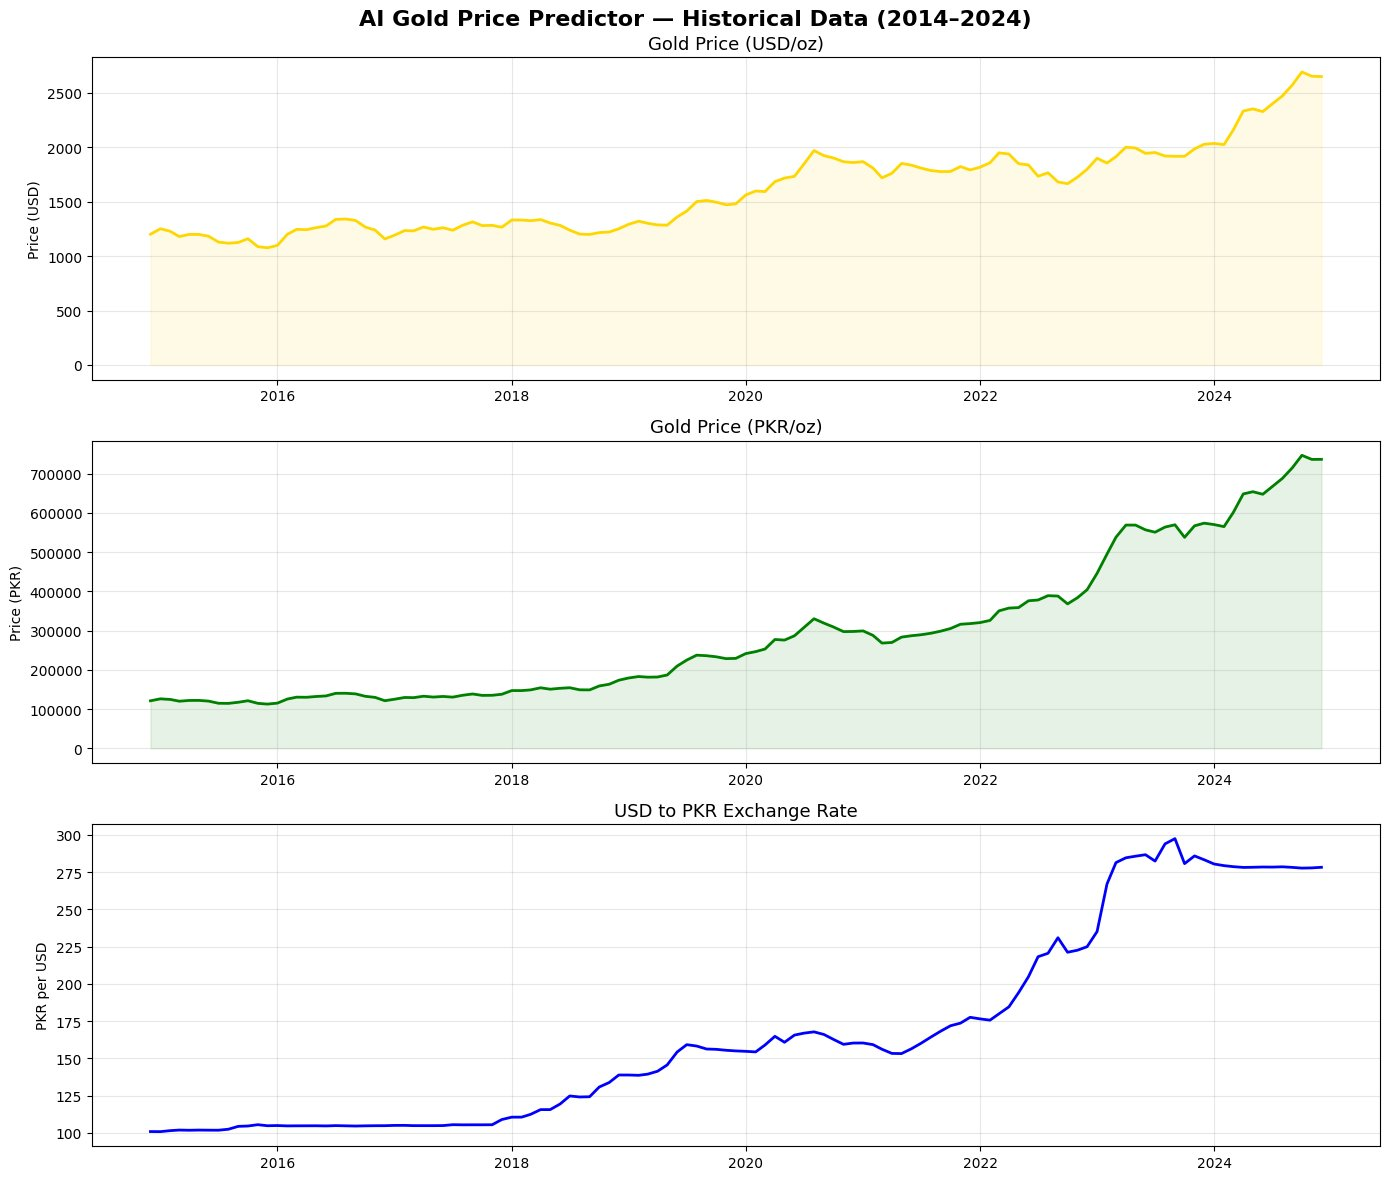 AI Gold Price Predictor — Historical Data (2014–2024)
Gold Price (USD/oz)
Price (USD)
2500
2000
1500
1000
500
0
2016 2018 2020 2022 2024
Gold Price (PKR/oz)
Price (PKR)
700000
600000
500000
400000
300000
200000
100000
0
2016 2018 2020 2022 2024
USD to PKR Exchange Rate
PKR per USD
300
275
250
225
200
175
150
125
100
2016 2018 2020 2022 2024